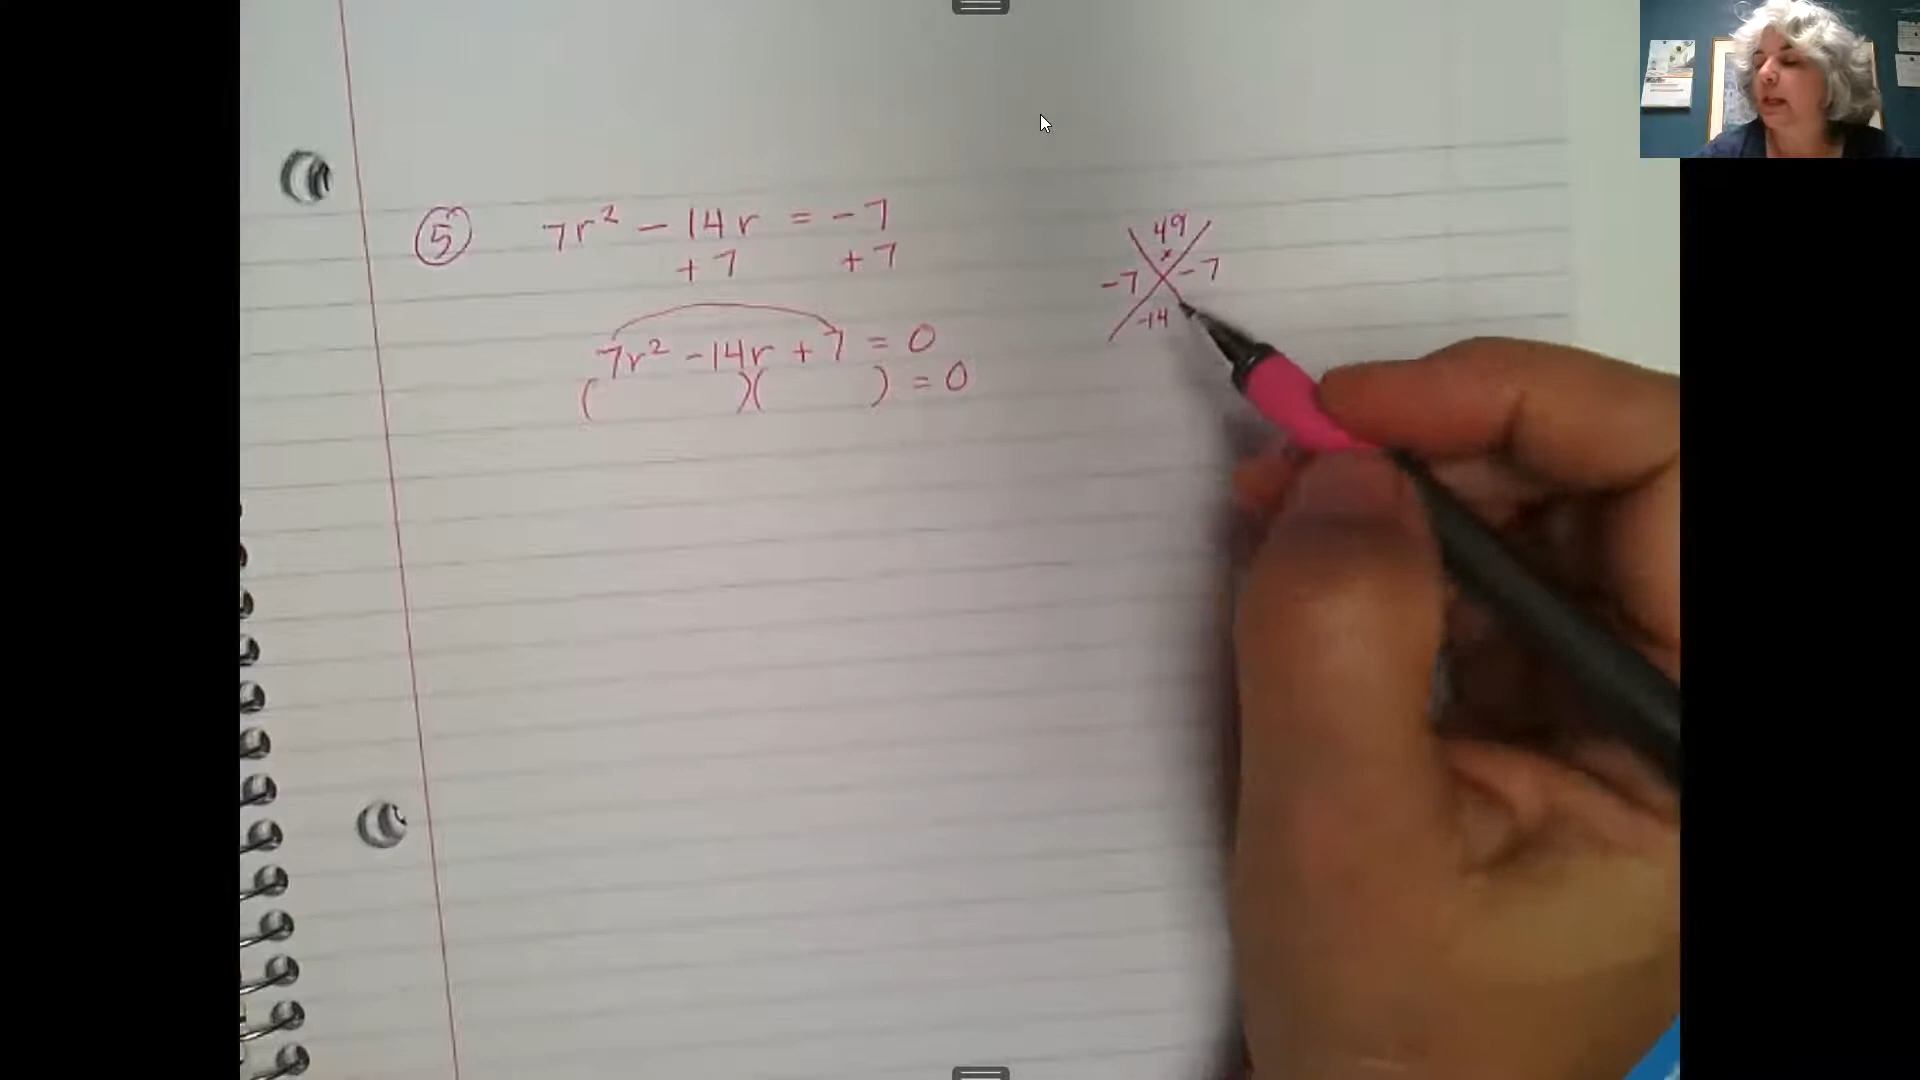 ⑤ 7r² - 14r = -7
+7 +7
7r² - 14r + 7 = 0
( )( ) = 0
49
x
-7 -7
-14